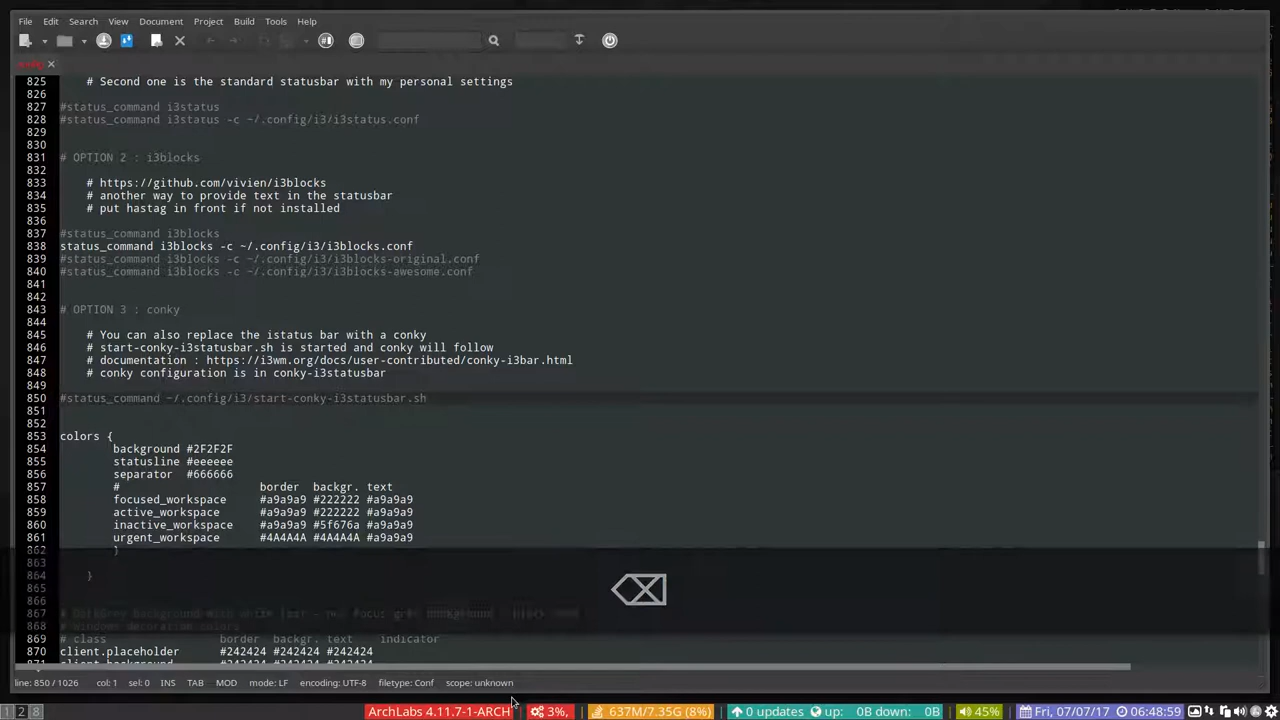 File Edit Search View Document Project Build Tools Help
825 # Second one is the standard statusbar with my personal settings
826
827 #status_command i3status
828 #status_command i3status -c ~/.config/i3/i3status.conf
829
830
831 # OPTION 2 : i3blocks
832
833 # https://github.com/vivien/i3blocks
834 # another way to provide text in the statusbar
835 # put hastag in front if not installed
836
837 #status_command i3blocks
838 status_command i3blocks -c ~/.config/i3/i3blocks.conf
839 #status_command i3blocks -c ~/.config/i3/i3blocks-original.conf
840 #status_command i3blocks -c ~/.config/i3/i3blocks-awesome.conf
841
842
843 # OPTION 3 : conky
844
845 # You can also replace the istatus bar with a conky
846 # start-conky-i3statusbar.sh is started and conky will follow
847 # documentation : https://i3wm.org/docs/user-contributed/conky-i3bar.html
848 # conky configuration is in conky-i3statusbar
849
850 #status_command ~/.config/i3/start-conky-i3statusbar.sh
851
852
853 colors {
854 background #2F2F2F
855 statusline #eeeeee
856 separator #666666
857 # border backgr. text
858 focused_workspace #a9a9a9 #222222 #a9a9a9
859 active_workspace #a9a9a9 #222222 #a9a9a9
860 inactive_workspace #a9a9a9 #5f676a #a9a9a9
861 urgent_workspace #4A4A4A #4A4A4A #a9a9a9
862 }
863
864 }
865
866
867
868 # windows decoration colors
869 # class border backgr. text indicator
870 client.placeholder #242424 #242424 #242424
871 client.background #242424 #242424 #242424
line: 850 / 1026 col: 1 sel: 0 INS TAB MOD mode: LF encoding: UTF-8 filetype: Conf scope: unknown
1 2 8 ArchLabs 4.11.7-1-ARCH 3%, 637M/7.35G (8%) 0 updates up: 0B down: 0B 45% Fri, 07/07/17 06:48:59